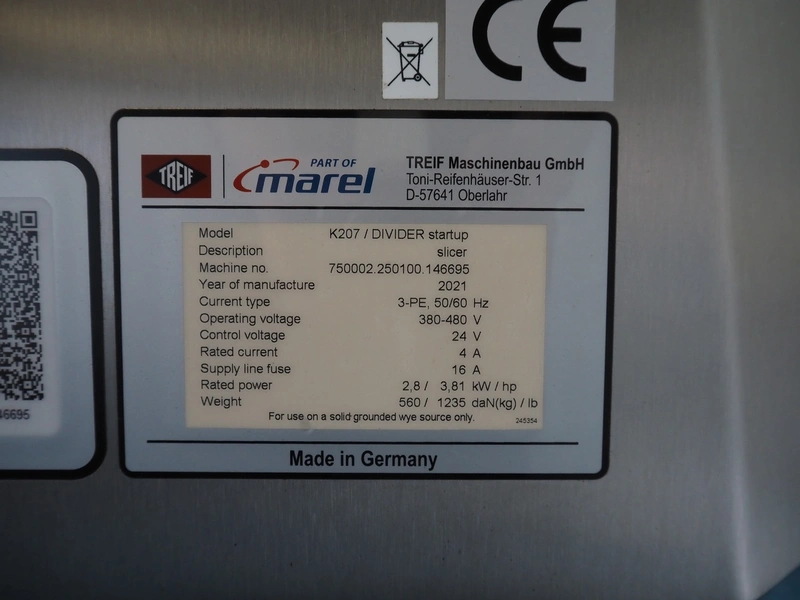 CE
TREIF
PART OF
marel
TREIF Maschinenbau GmbH
Toni-Reifenhäuser-Str. 1
D-57641 Oberlahr
Model K207 / DIVIDER startup
Description slicer
Machine no. 750002.250100.146695
Year of manufacture 2021
Current type 3-PE, 50/60 Hz
Operating voltage 380-480 V
Control voltage 24 V
Rated current 4 A
Supply line fuse 16 A
Rated power 2,8 / 3,81 kW / hp
Weight 560 / 1235 daN(kg) / lb
For use on a solid grounded wye source only.
245354
Made in Germany
46695